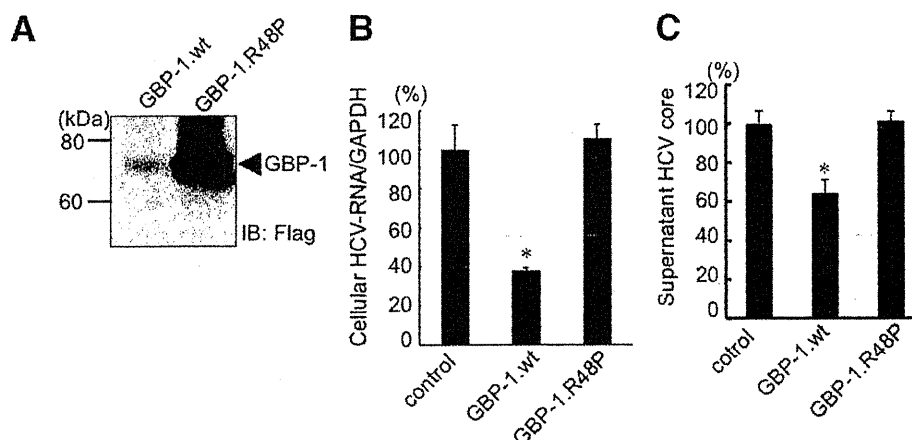 A
GBP-1.wt
GBP-1.R48P
(kDa)
80
60
GBP-1
IB: Flag
B
(%)
Cellular HCV-RNA/GAPDH
120
100
80
60
40
20
0
*
control
GBP-1.wt
GBP-1.R48P
C
(%)
Supernatant HCV core
120
100
80
60
40
20
0
*
cotrol
GBP-1.wt
GBP-1.R48P